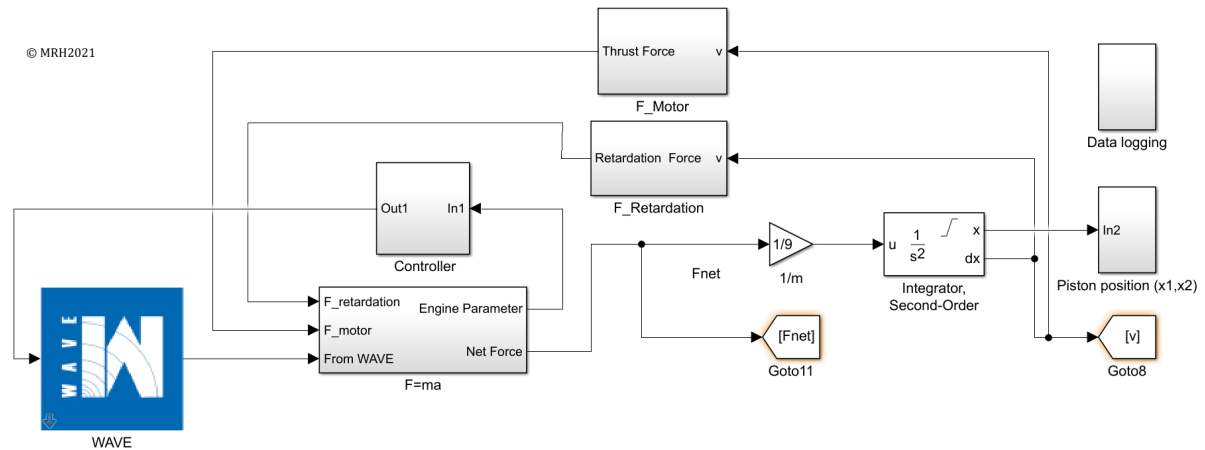 © MRH2021
Thrust Force v
F_Motor
Data logging
Retardation Force v
F_Retardation
Out1 In1
Controller
In2
Piston position (x1,x2)
1/9
1/m
Fnet
u 1 x
s2 dx
Integrator,
Second-Order
F_retardation
Engine Parameter
F_motor
From WAVE
Net Force
F=ma
[Fnet]
Goto11
[v]
Goto8
WAVE
W
WAVE